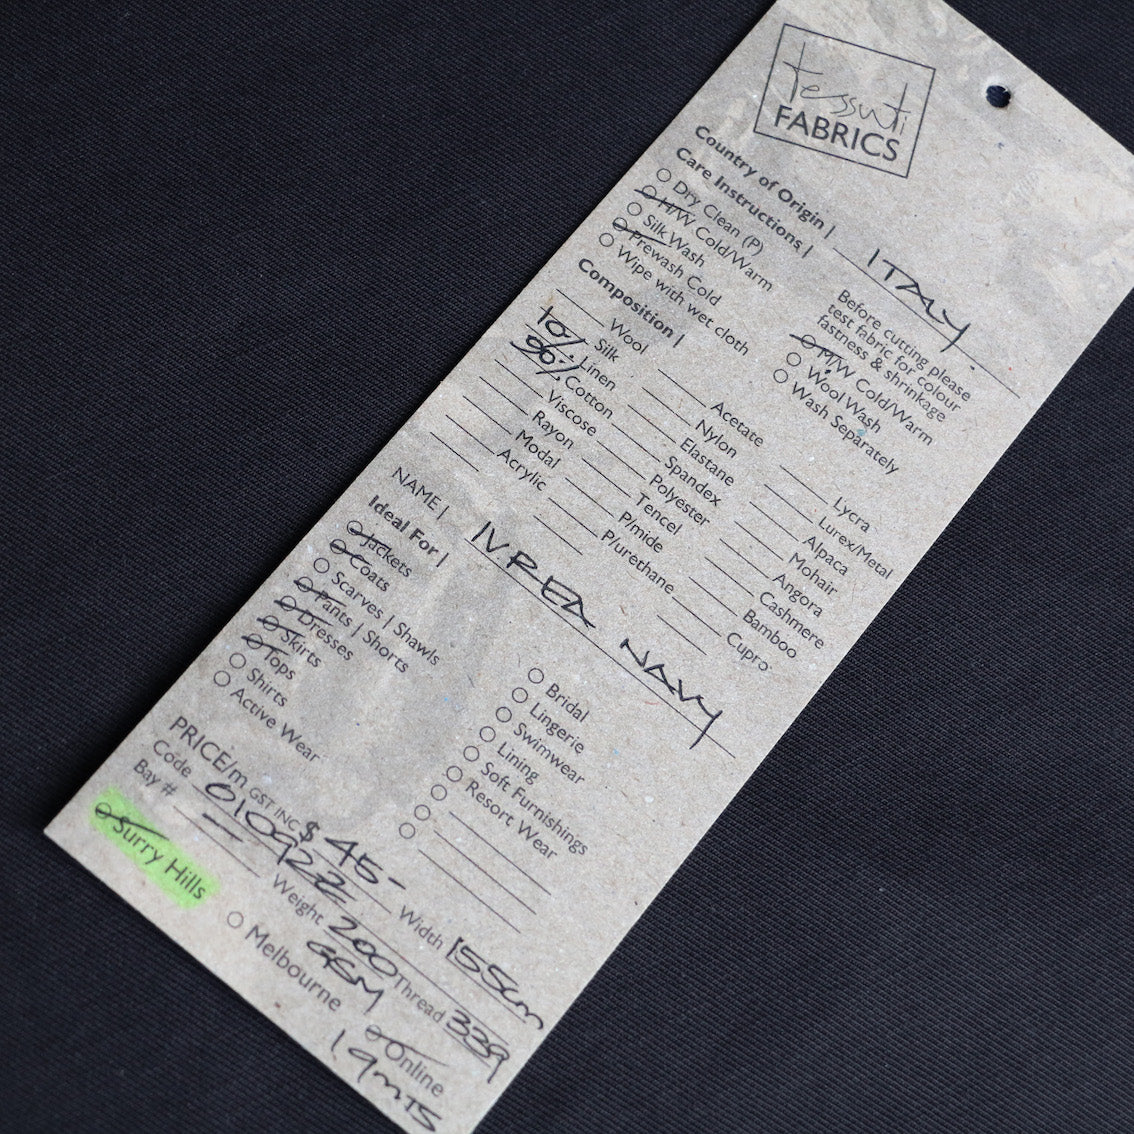 tessuti
FABRICS
Country of Origin | ITALY
Care Instructions |
Dry Clean (P)
H/W Cold/Warm
Silk Wash
Prewash Cold
Wipe with wet cloth
Before cutting please
test fabric for colour
fastness & shrinkage
M/W Cold/Warm
Wool Wash
Wash Separately
Composition |
Wool Acetate Lycra
Silk Nylon Lurex/Metal
10% Linen Elastane Alpaca
90% Cotton Spandex Mohair
Viscose Polyester Angora
Rayon Tencel Cashmere
Modal P/mide Bamboo
Acrylic P/urethane Cupro
NAME | IVREA NAVY
Ideal For |
Jackets
Coats
Scarves | Shawls
Pants | Shorts
Dresses
Skirts
Tops
Shirts
Active Wear
Bridal
Lingerie
Swimwear
Lining
Soft Furnishings
Resort Wear
PRICE/m GST INC $ 45- Width 155cm
Code 010922 Weight 200 GSM Thread 339
Bay # —
Surry Hills Melbourne Online
19mTS